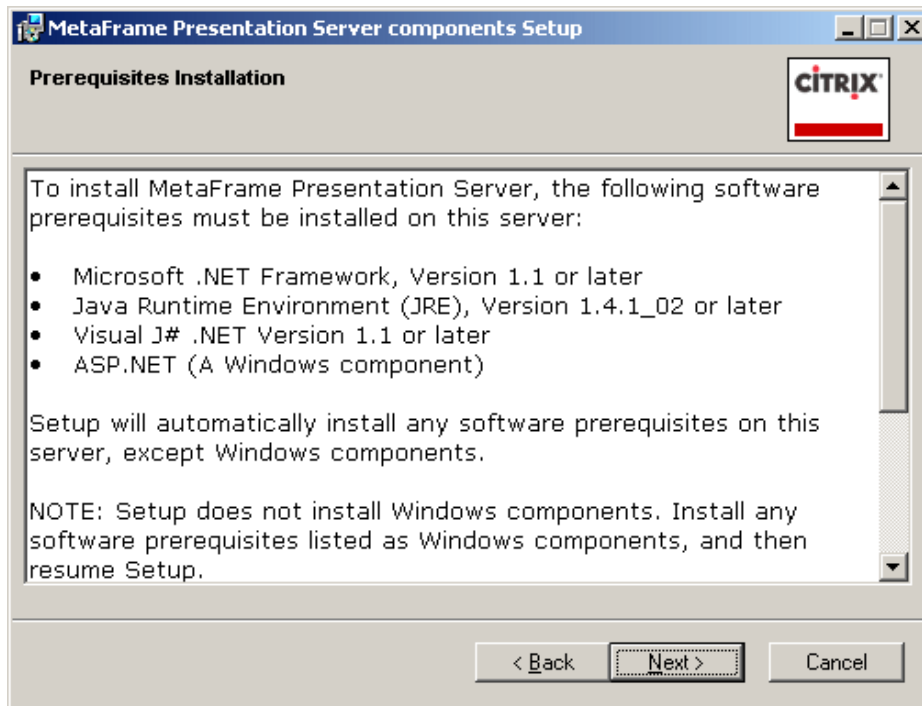 MetaFrame Presentation Server components Setup
Prerequisites Installation
CITRIX
To install MetaFrame Presentation Server, the following software
prerequisites must be installed on this server:
• Microsoft .NET Framework, Version 1.1 or later
• Java Runtime Environment (JRE), Version 1.4.1_02 or later
• Visual J# .NET Version 1.1 or later
• ASP.NET (A Windows component)
Setup will automatically install any software prerequisites on this
server, except Windows components.
NOTE: Setup does not install Windows components. Install any
software prerequisites listed as Windows components, and then
resume Setup.
< Back
Next >
Cancel